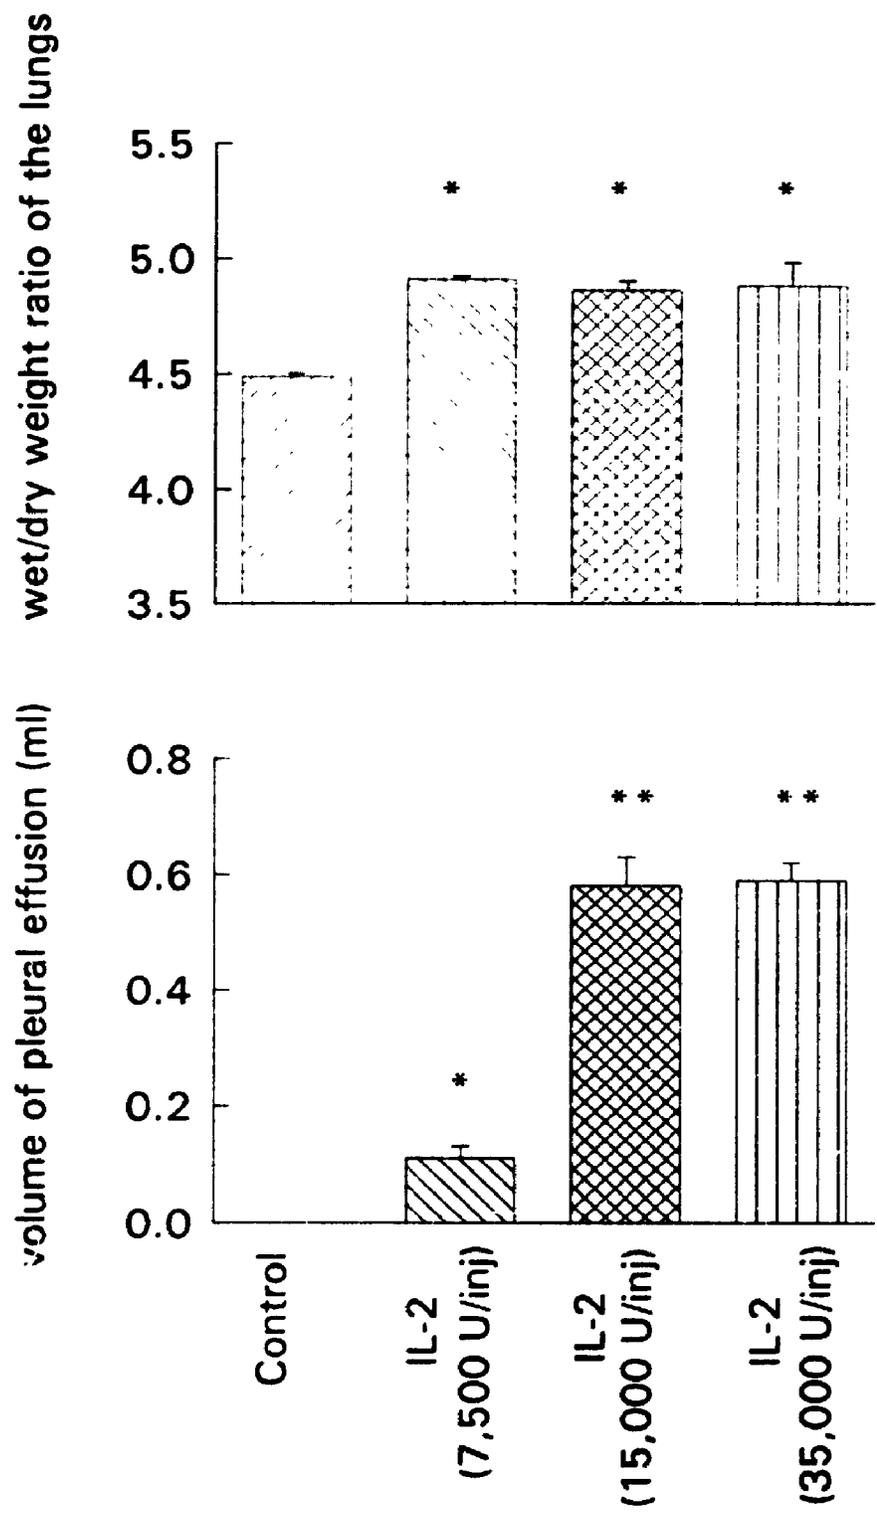 wet/dry weight ratio of the lungs
5.5
5.0
4.5
4.0
3.5
*
*
*
volume of pleural effusion (ml)
0.8
0.6
0.4
0.2
0.0
*
**
**
Control
IL-2
(7,500 U/inj)
IL-2
(15,000 U/inj)
IL-2
(35,000 U/inj)